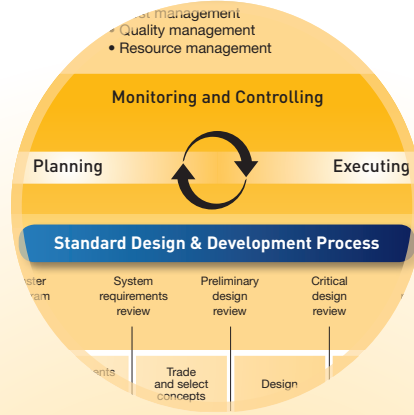 management
• Quality management
• Resource management
Monitoring and Controlling
Planning
Executing
Standard Design & Development Process
System
requirements
review
Preliminary
design
review
Critical
design
review
Trade
and select
concepts
Design